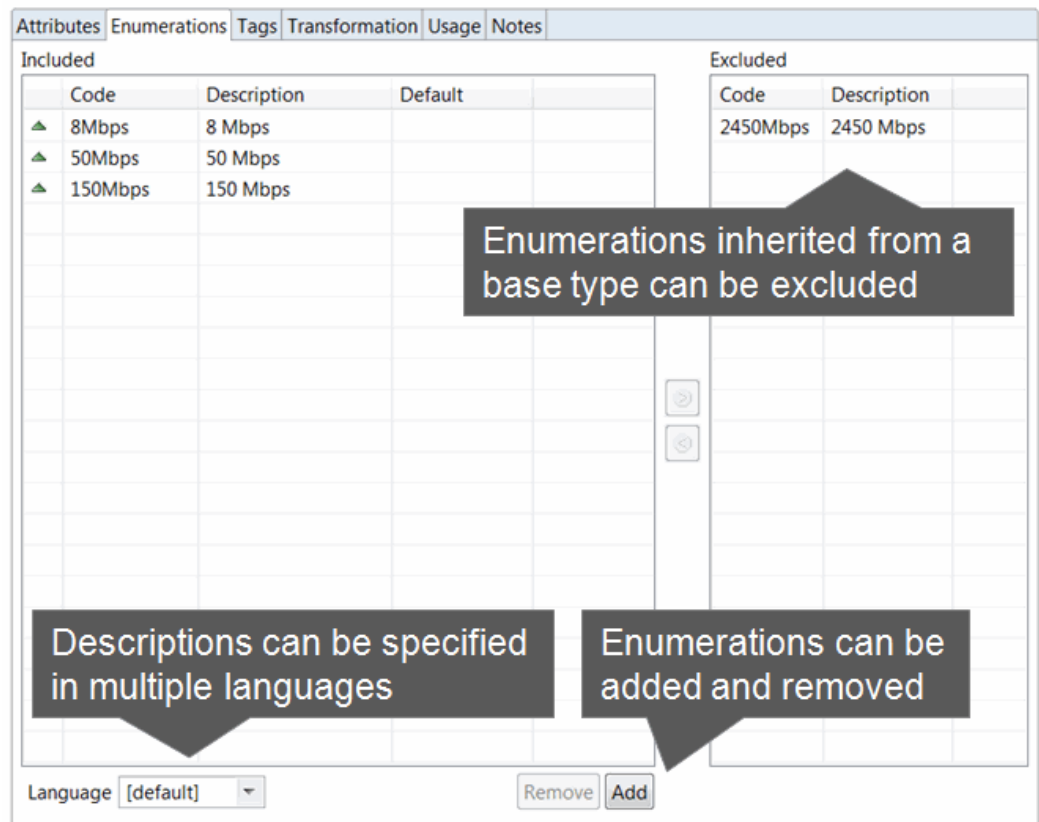 Attributes Enumerations Tags Transformation Usage Notes
Included
Excluded
Code Description Default
Code Description
8Mbps 8 Mbps
2450Mbps 2450 Mbps
50Mbps 50 Mbps
150Mbps 150 Mbps
Enumerations inherited from a
base type can be excluded
Descriptions can be specified
in multiple languages
Enumerations can be
added and removed
Language [default]
Remove Add